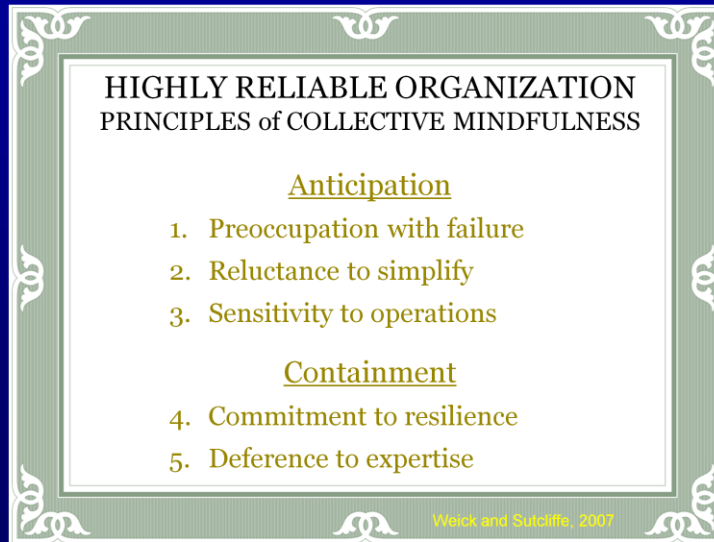 HIGHLY RELIABLE ORGANIZATION
PRINCIPLES of COLLECTIVE MINDFULNESS
Anticipation
1. Preoccupation with failure
2. Reluctance to simplify
3. Sensitivity to operations
Containment
4. Commitment to resilience
5. Deference to expertise
Weick and Sutcliffe, 2007